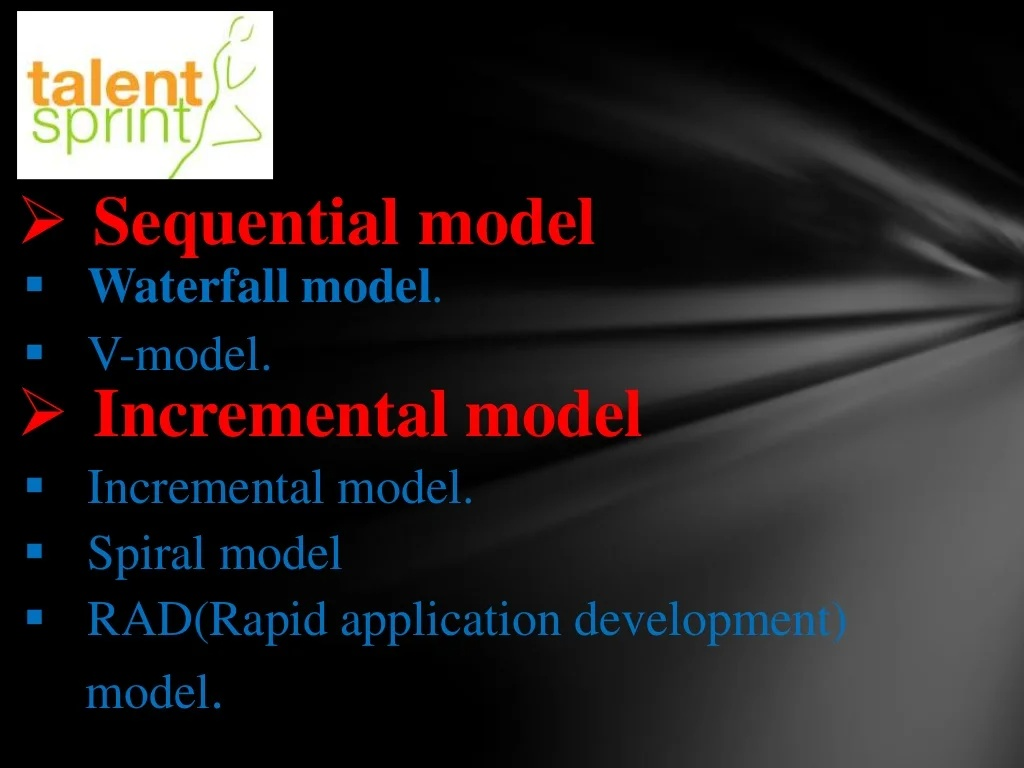 talent
sprint
Sequential model
Waterfall model.
V-model.
Incremental model
Incremental model.
Spiral model
RAD(Rapid application development)
model.